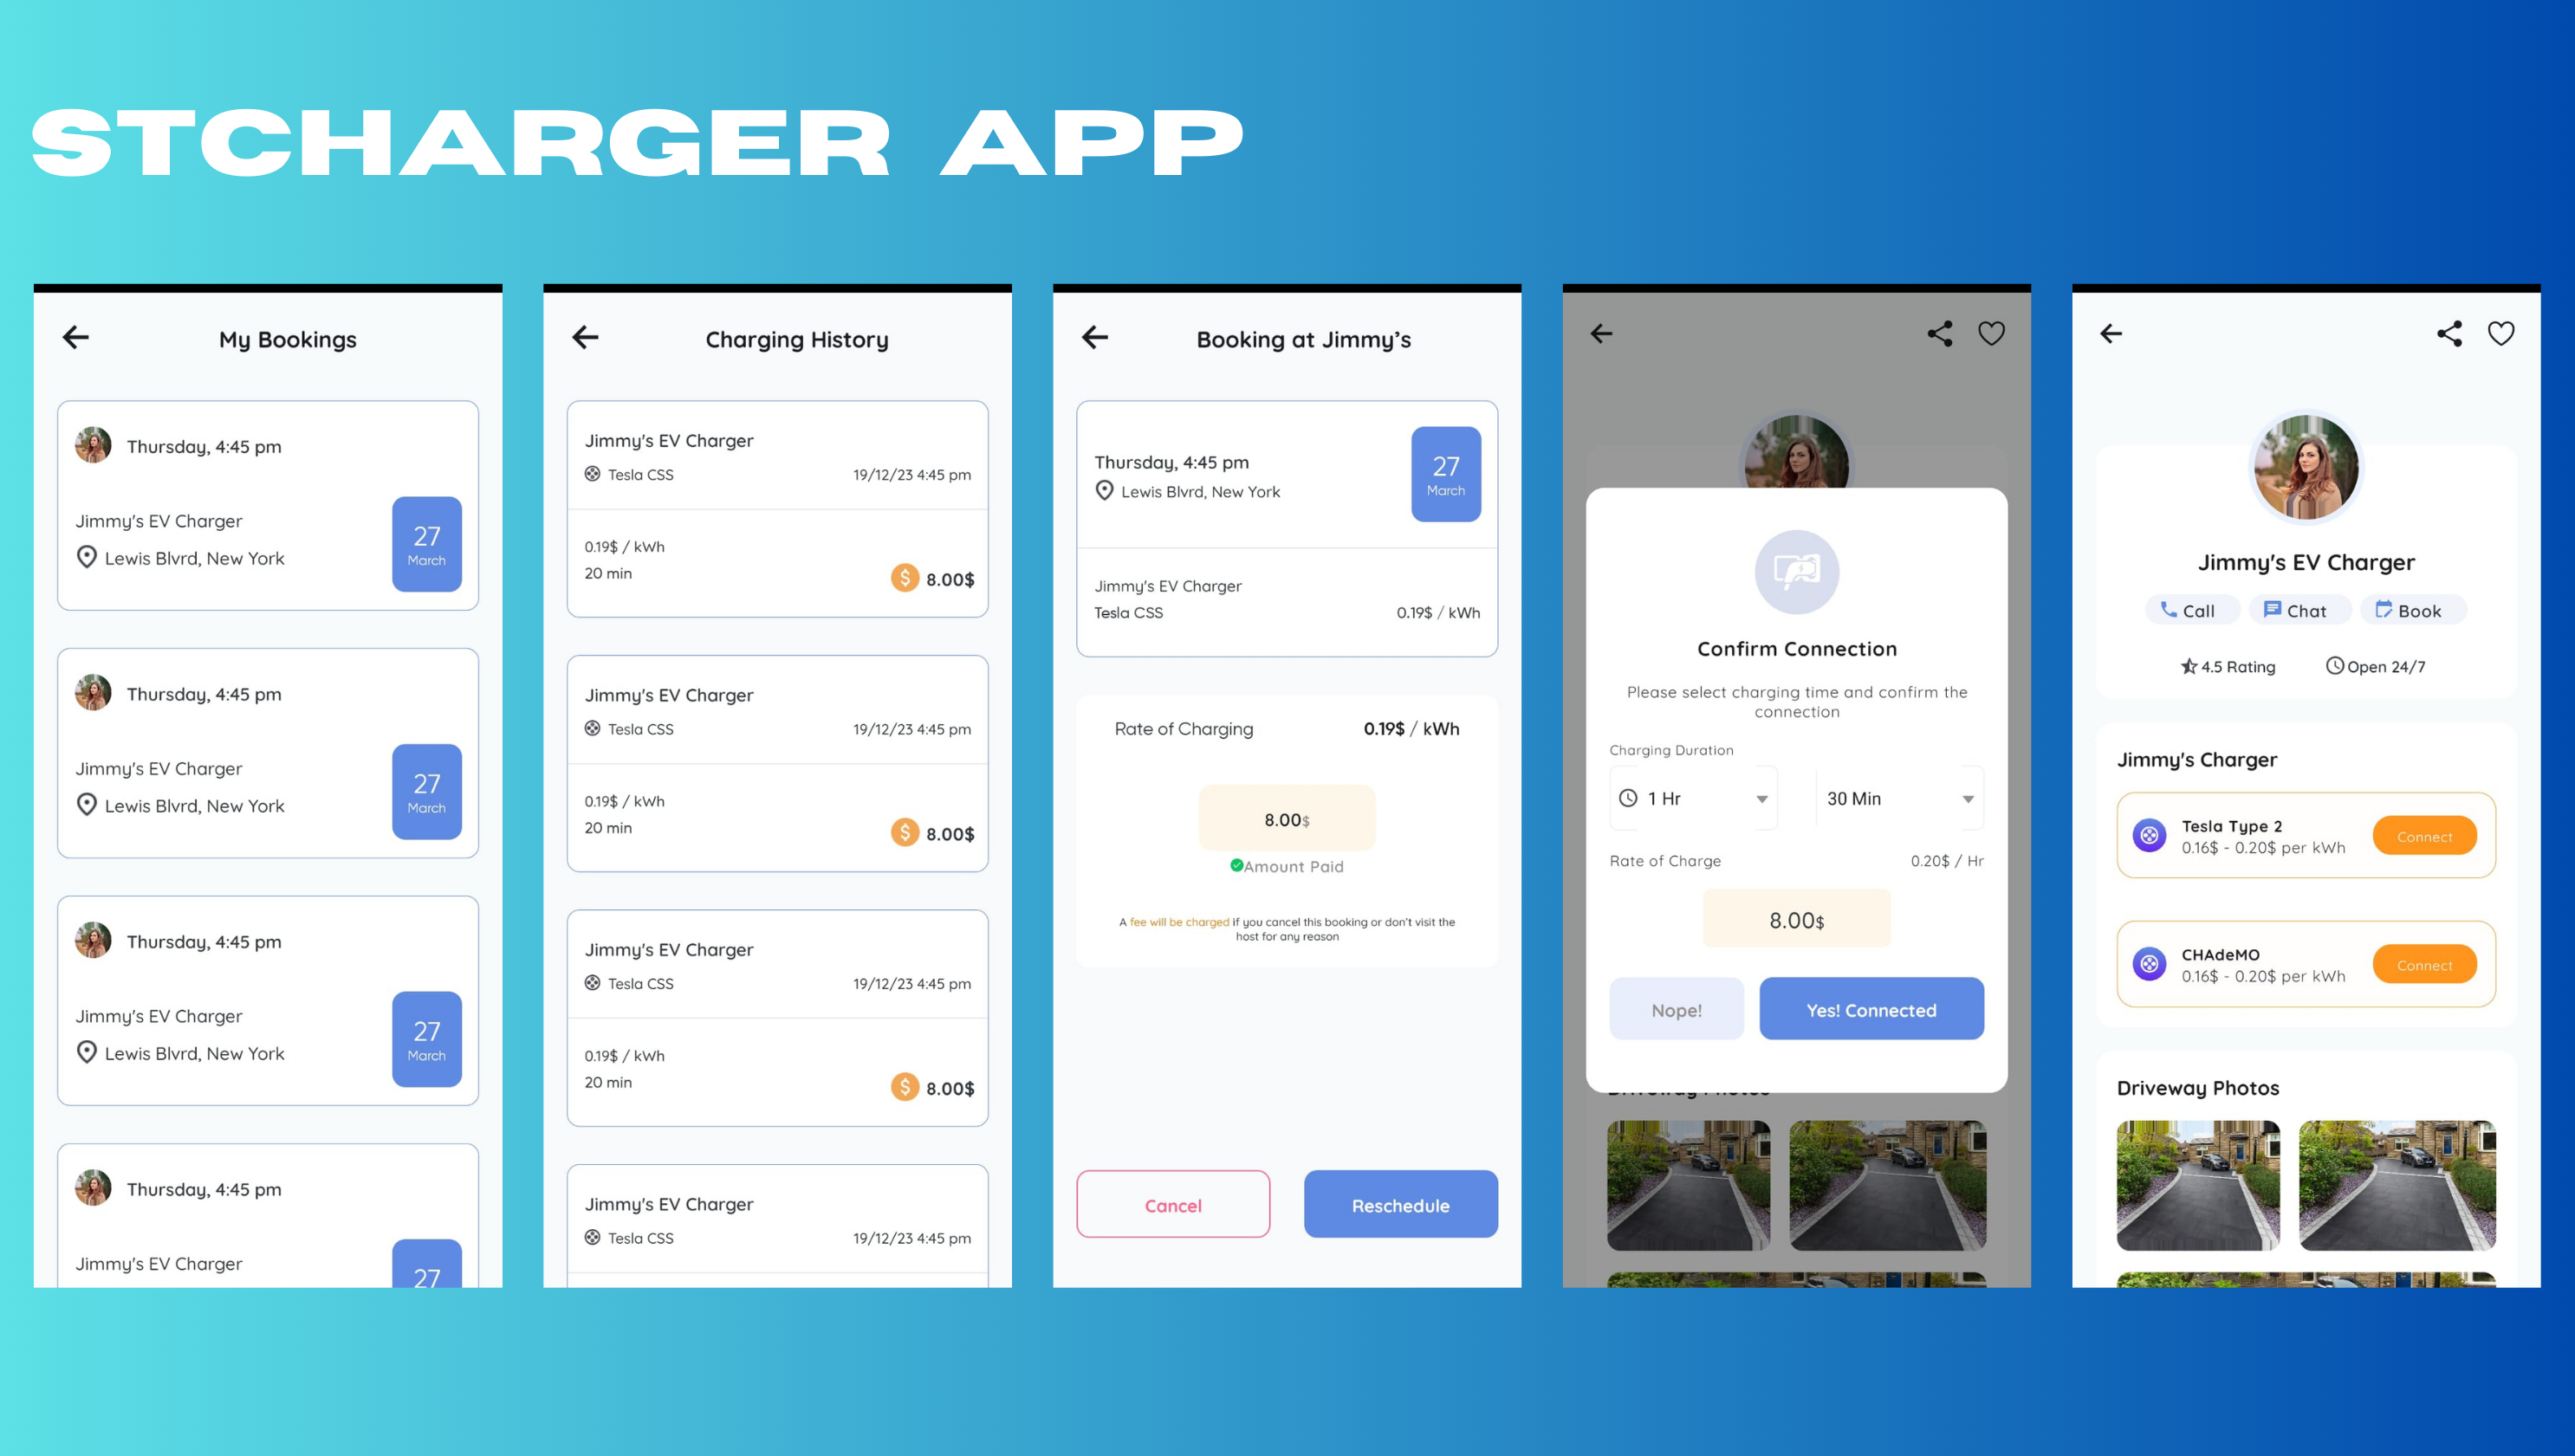 STCHARGER APP
My Bookings
Thursday, 4:45 pm
Jimmy's EV Charger
Lewis Blvrd, New York
27
March
Thursday, 4:45 pm
Jimmy's EV Charger
Lewis Blvrd, New York
27
March
Thursday, 4:45 pm
Jimmy's EV Charger
Lewis Blvrd, New York
27
March
Thursday, 4:45 pm
Jimmy's EV Charger
27
Charging History
Jimmy's EV Charger
Tesla CSS 19/12/23 4:45 pm
0.19$ / kWh
20 min
$ 8.00$
Jimmy's EV Charger
Tesla CSS 19/12/23 4:45 pm
0.19$ / kWh
20 min
$ 8.00$
Jimmy's EV Charger
Tesla CSS 19/12/23 4:45 pm
0.19$ / kWh
20 min
$ 8.00$
Jimmy's EV Charger
Tesla CSS 19/12/23 4:45 pm
Booking at Jimmy's
Thursday, 4:45 pm
Lewis Blvrd, New York
27
March
Jimmy's EV Charger
Tesla CSS 0.19$ / kWh
Rate of Charging 0.19$ / kWh
8.00$
Amount Paid
A fee will be charged if you cancel this booking or don't visit the
host for any reason
Cancel Reschedule
Confirm Connection
Please select charging time and confirm the
connection
Charging Duration
1 Hr 30 Min
Rate of Charge 0.20$ / Hr
8.00$
Nope! Yes! Connected
Driveway Photos
Jimmy's EV Charger
Call Chat Book
4.5 Rating Open 24/7
Jimmy's Charger
Tesla Type 2
0.16$ - 0.20$ per kWh
Connect
CHAdeMO
0.16$ - 0.20$ per kWh
Connect
Driveway Photos